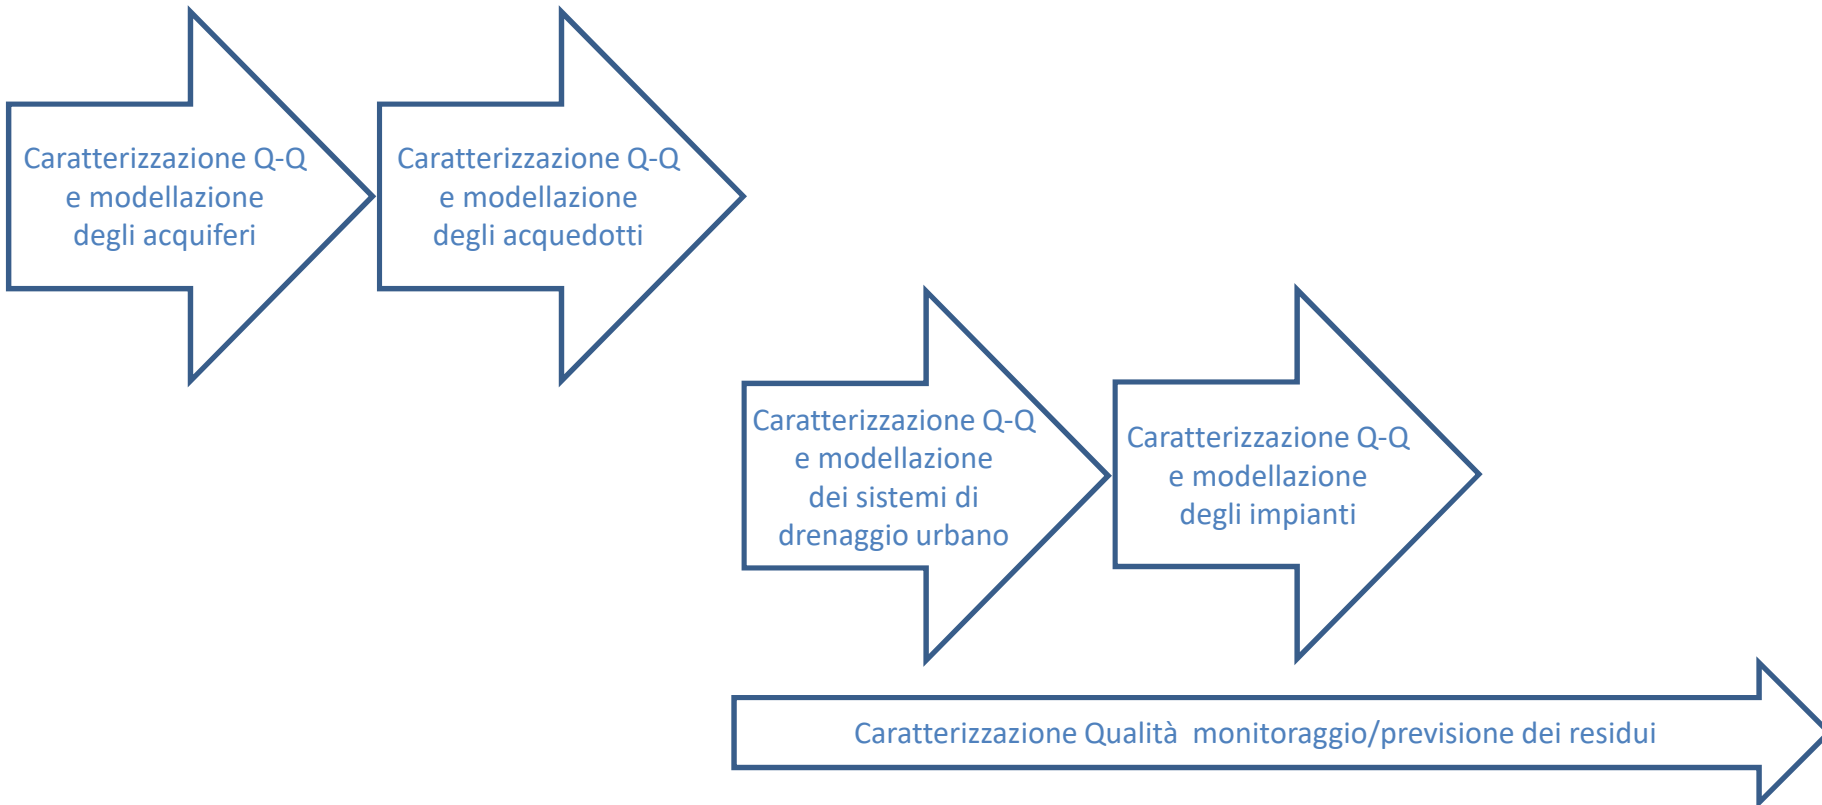 Caratterizzazione Q-Q
e modellazione
degli acquiferi
Caratterizzazione Q-Q
e modellazione
degli acquedotti
Caratterizzazione Q-Q
e modellazione
dei sistemi di
drenaggio urbano
Caratterizzazione Q-Q
e modellazione
degli impianti
Caratterizzazione Qualità  monitoraggio/previsione dei residui